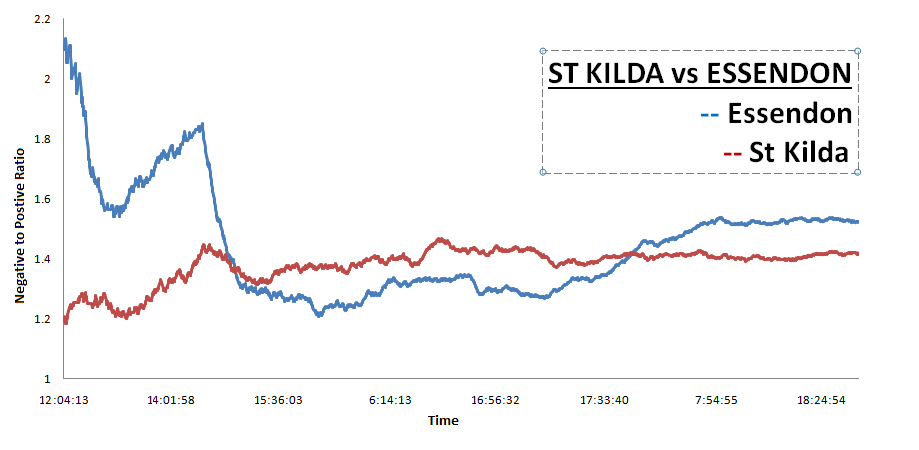 2.2
2
1.8
1.6
1.4
1.2
1
Negative to Postive Ratio
ST KILDA vs ESSENDON
-- Essendon
-- St Kilda
12:04:13 14:01:58 15:36:03 6:14:13 16:56:32 17:33:40 7:54:55 18:24:54
Time